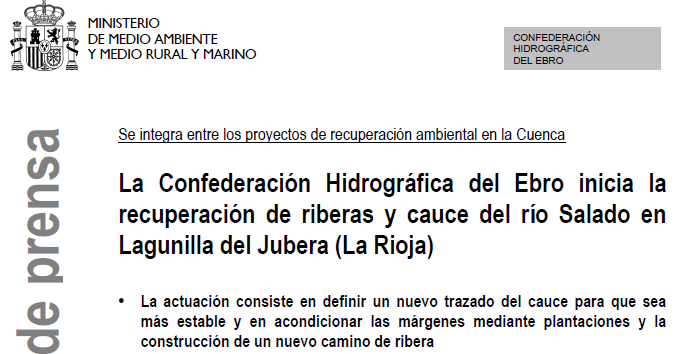 MINISTERIO
DE MEDIO AMBIENTE
Y MEDIO RURAL Y MARINO
CONFEDERACIÓN
HIDROGRÁFICA
DEL EBRO
de prensa
Se integra entre los proyectos de recuperación ambiental en la Cuenca
La Confederación Hidrográfica del Ebro inicia la
recuperación de riberas y cauce del río Salado en
Lagunilla del Jubera (La Rioja)
• La actuación consiste en definir un nuevo trazado del cauce para que sea
más estable y en acondicionar las márgenes mediante plantaciones y la
construcción de un nuevo camino de ribera